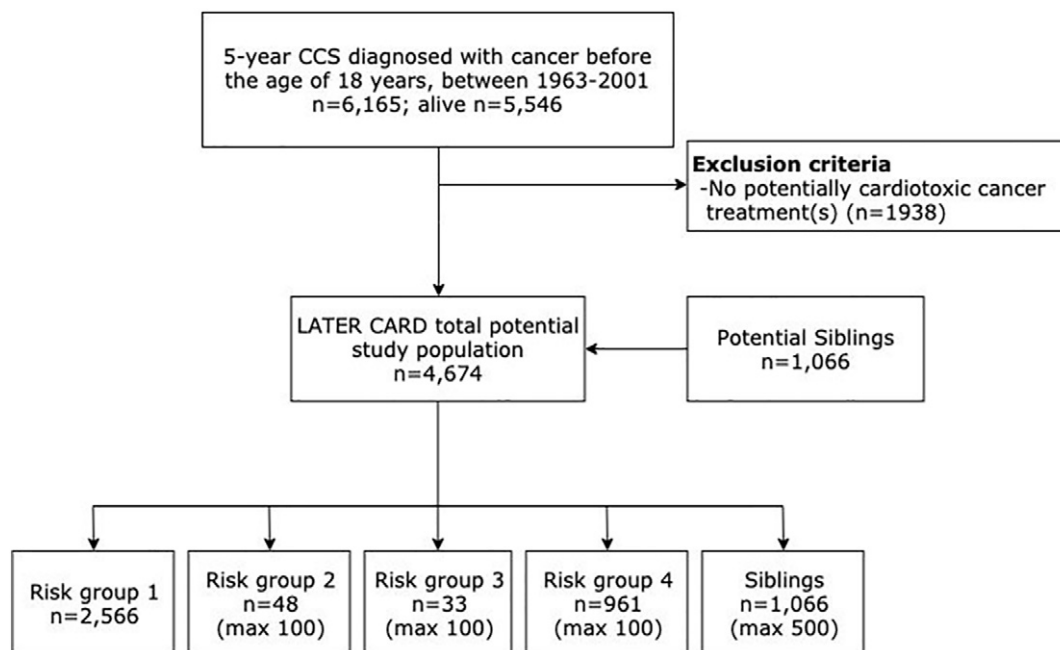 5-year CCS diagnosed with cancer before
the age of 18 years, between 1963-2001
n=6,165; alive n=5,546
Exclusion criteria
-No potentially cardiotoxic cancer
treatment(s) (n=1938)
LATER CARD total potential
study population
n=4,674
Potential Siblings
n=1,066
Risk group 1
n=2,566
Risk group 2
n=48
(max 100)
Risk group 3
n=33
(max 100)
Risk group 4
n=961
(max 100)
Siblings
n=1,066
(max 500)